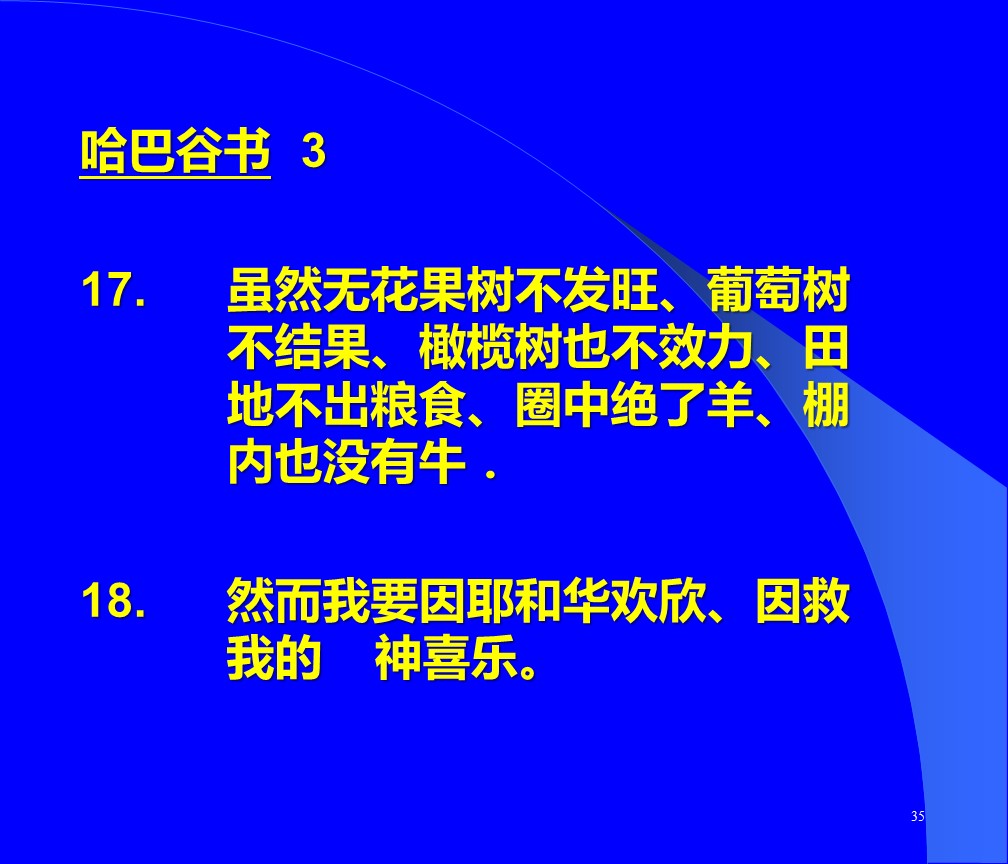 哈巴谷书 3
17. 虽然无花果树不发旺、葡萄树
不结果、橄榄树也不效力、田
地不出粮食、圈中绝了羊、棚
内也没有牛．
18. 然而我要因耶和华欢欣、因救
我的　神喜乐。
35